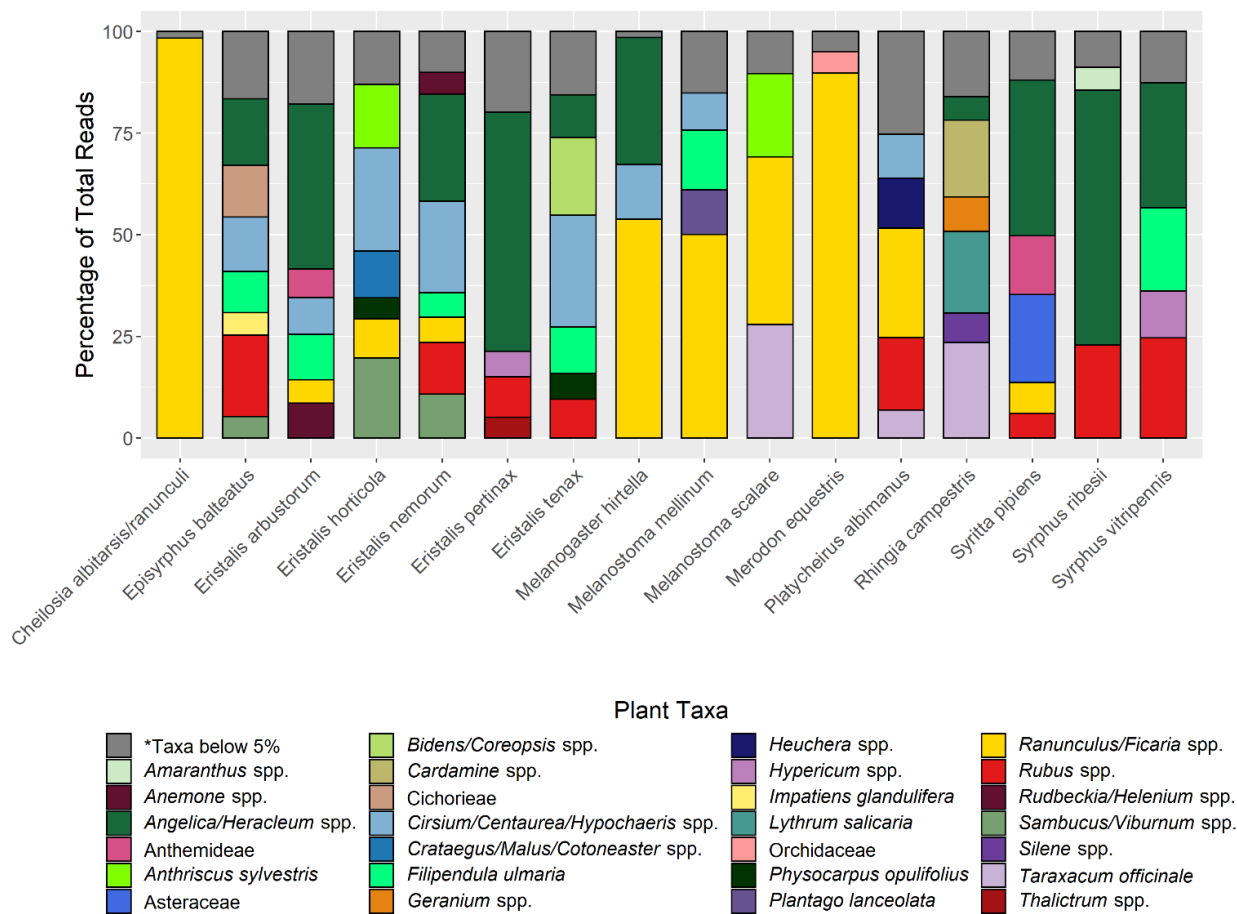 100
75
50
25
0
Percentage of Total Reads
Cheilosia albitarsis/ranunculi
Episyrphus balteatus
Eristalis arbustorum
Eristalis horticola
Eristalis nemorum
Eristalis pertinax
Eristalis tenax
Melanogaster hirtella
Melanostoma mellinum
Melanostoma scalare
Merodon equestris
Platycheirus albimanus
Rhingia campestris
Syritta pipiens
Syrphus ribesii
Syrphus vitripennis
Plant Taxa
*Taxa below 5%
Amaranthus spp.
Anemone spp.
Angelica/Heracleum spp.
Anthemideae
Anthriscus sylvestris
Asteraceae
Bidens/Coreopsis spp.
Cardamine spp.
Cichorieae
Cirsium/Centaurea/Hypochaeris spp.
Crataegus/Malus/Cotoneaster spp.
Filipendula ulmaria
Geranium spp.
Heuchera spp.
Hypericum spp.
Impatiens glandulifera
Lythrum salicaria
Orchidaceae
Physocarpus opulifolius
Plantago lanceolata
Ranunculus/Ficaria spp.
Rubus spp.
Rudbeckia/Helenium spp.
Sambucus/Viburnum spp.
Silene spp.
Taraxacum officinale
Thalictrum spp.